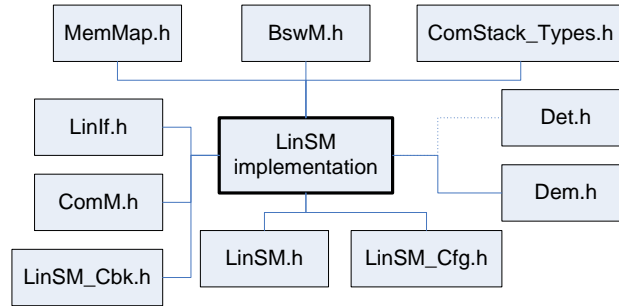 MemMap.h
BswM.h
ComStack_Types.h
LinIf.h
LinSM
implementation
Det.h
ComM.h
Dem.h
LinSM_Cbk.h
LinSM.h
LinSM_Cfg.h